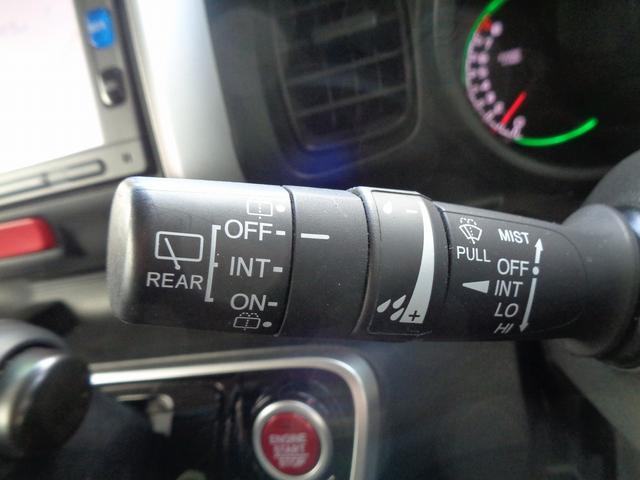 OFF
INT
REAR
ON
- 
+
PULL
MIST
OFF
INT
LO
HI
ENGINE
START
STOP